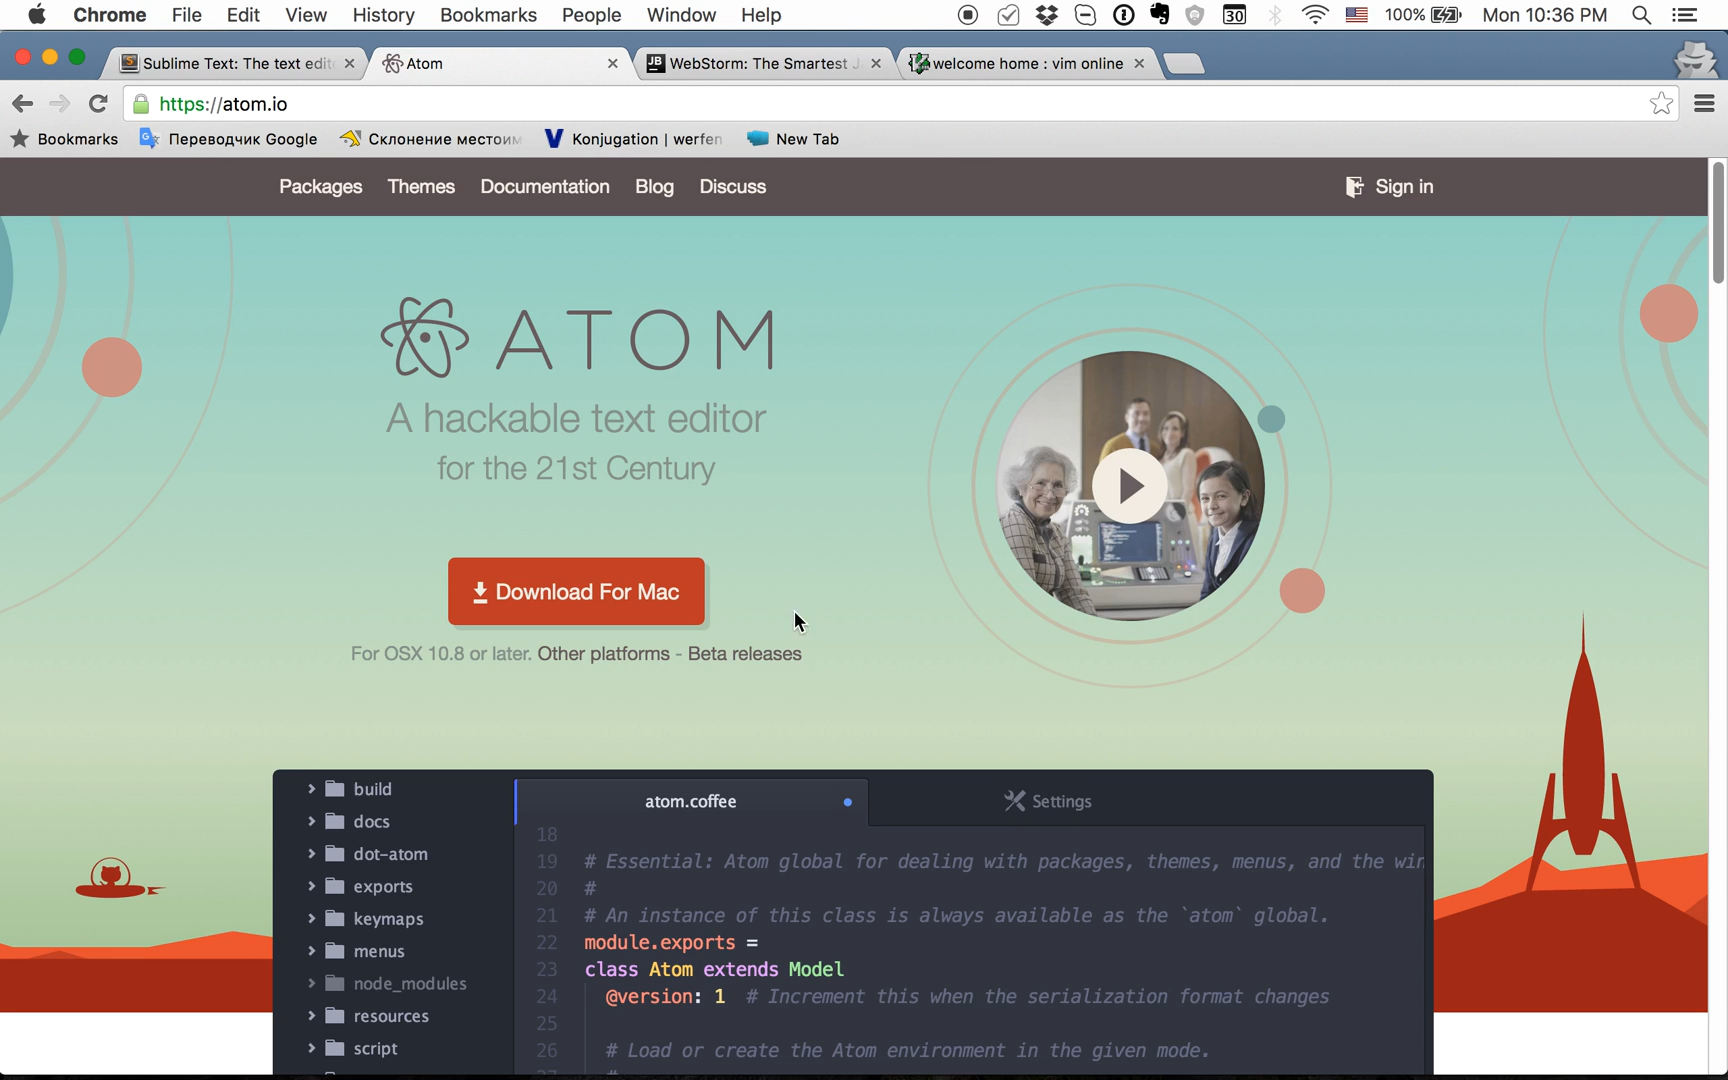 Chrome File Edit View History Bookmarks People Window Help 30 100% Mon 10:36 PM
Sublime Text: The text edit Atom JB WebStorm: The Smartest J welcome home : vim online
https://atom.io
Bookmarks Переводчик Google Склонение местоим Konjugation | werfen New Tab
Packages Themes Documentation Blog Discuss Sign in
ATOM
A hackable text editor
for the 21st Century
Download For Mac
For OSX 10.8 or later. Other platforms - Beta releases
build
docs
dot-atom
exports
keymaps
menus
node_modules
resources
script
atom.coffee Settings
18
19 # Essential: Atom global for dealing with packages, themes, menus, and the win
20 #
21 # An instance of this class is always available as the `atom` global.
22 module.exports =
23 class Atom extends Model
24 @version: 1 # Increment this when the serialization format changes
25
26 # Load or create the Atom environment in the given mode.
27 #